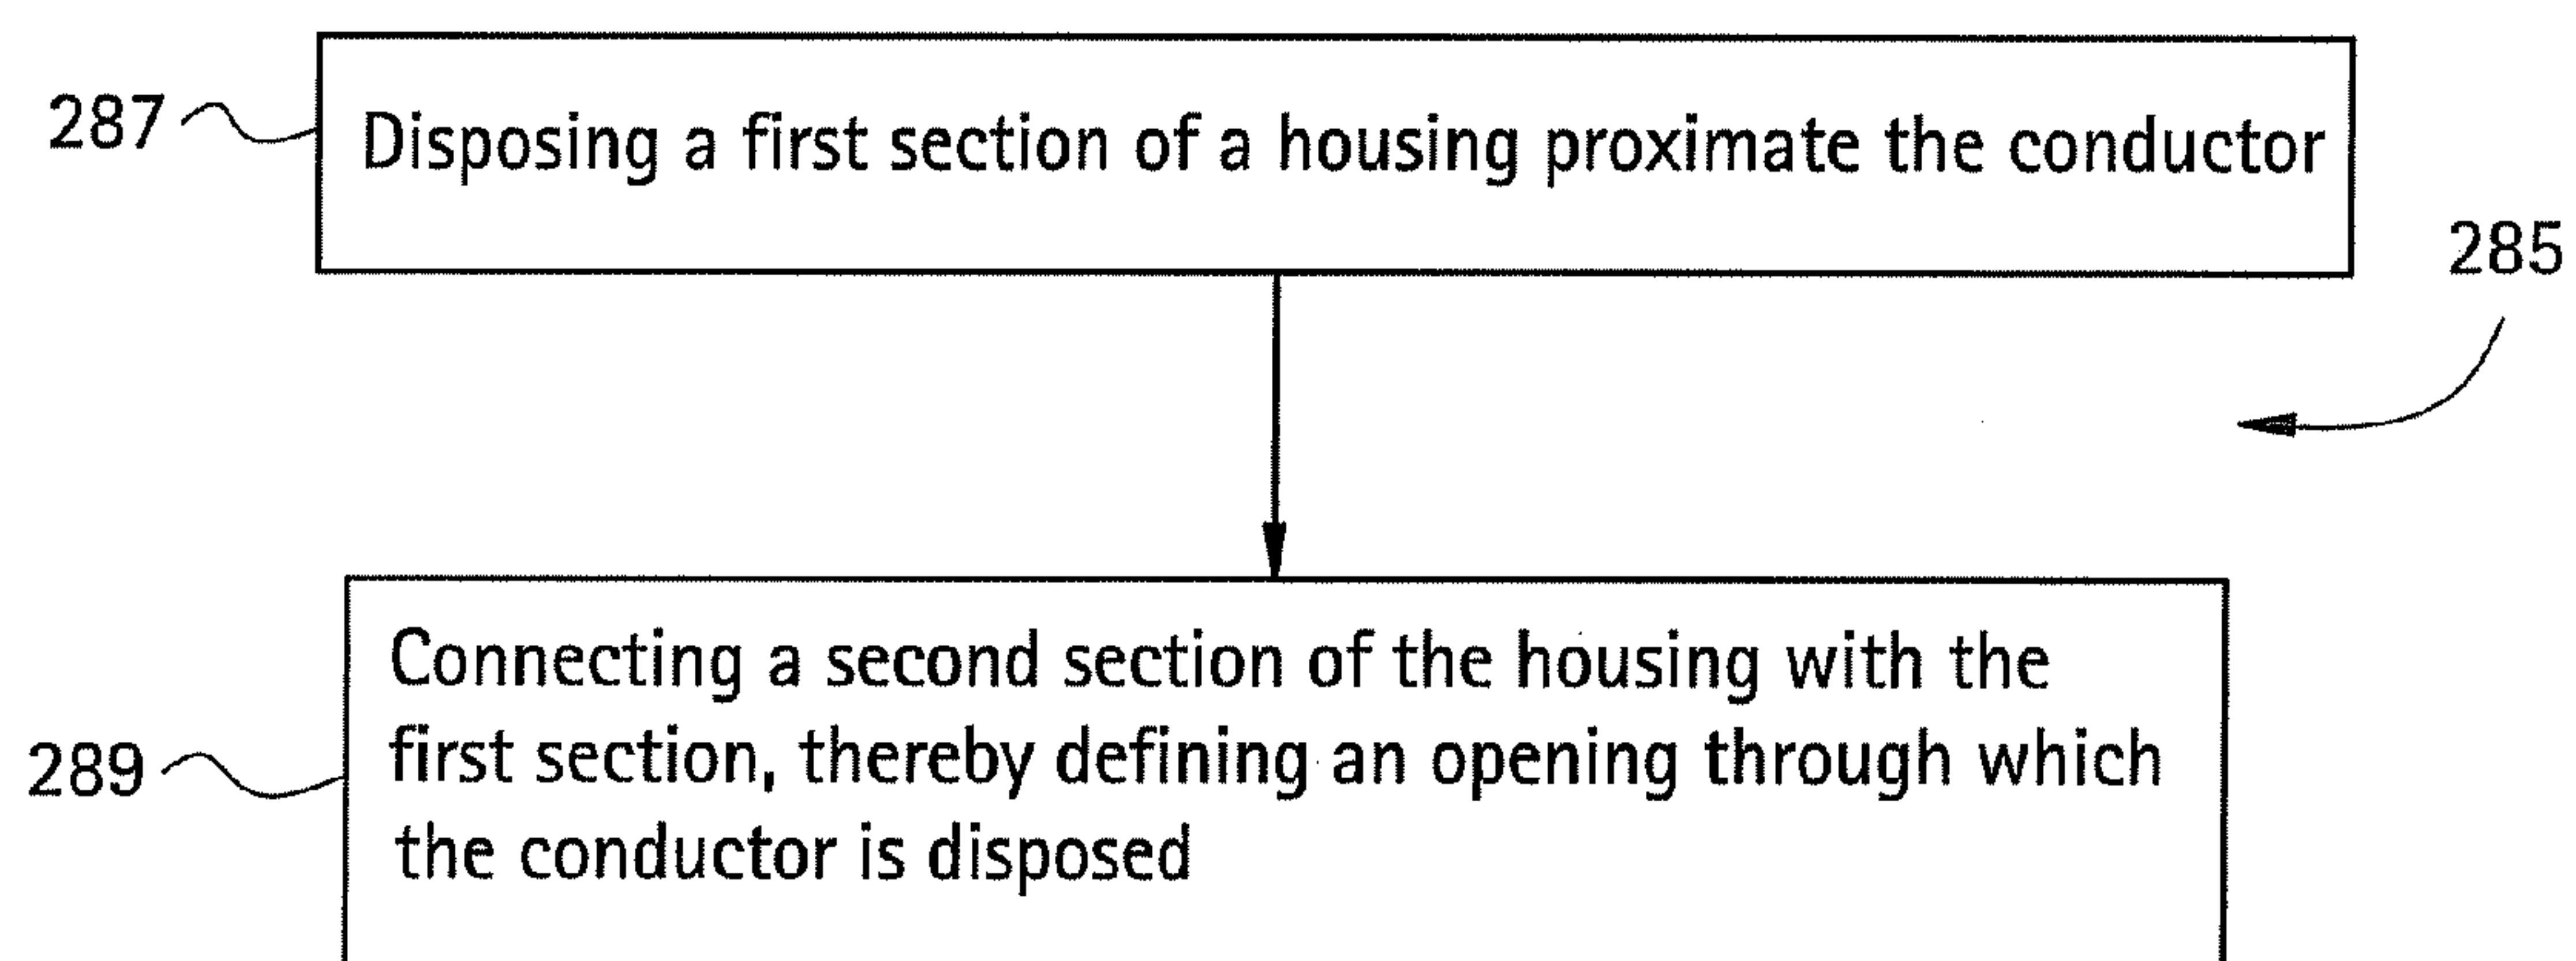 287
Disposing a first section of a housing proximate the conductor
285
Connecting a second section of the housing with the
first section, thereby defining an opening through which
289
the conductor is disposed